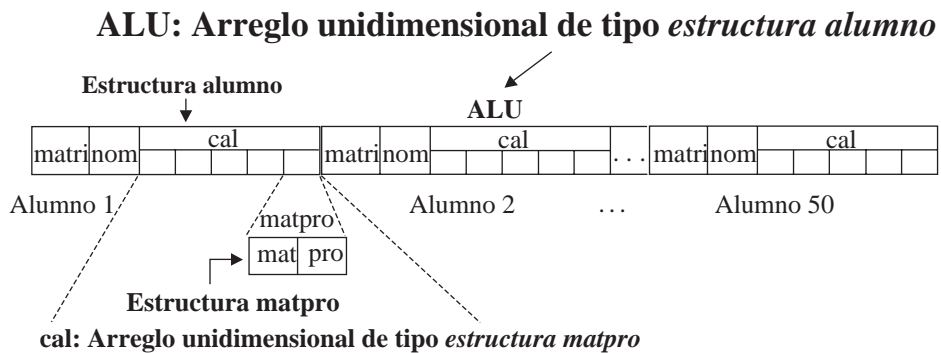 ALU: Arreglo unidimensional de tipo estructura alumno
Estructura alumno
ALU
matri nom cal matri nom cal ... matri nom cal
Alumno 1 Alumno 2 ... Alumno 50
matpro
mat pro
Estructura matpro
cal: Arreglo unidimensional de tipo estructura matpro